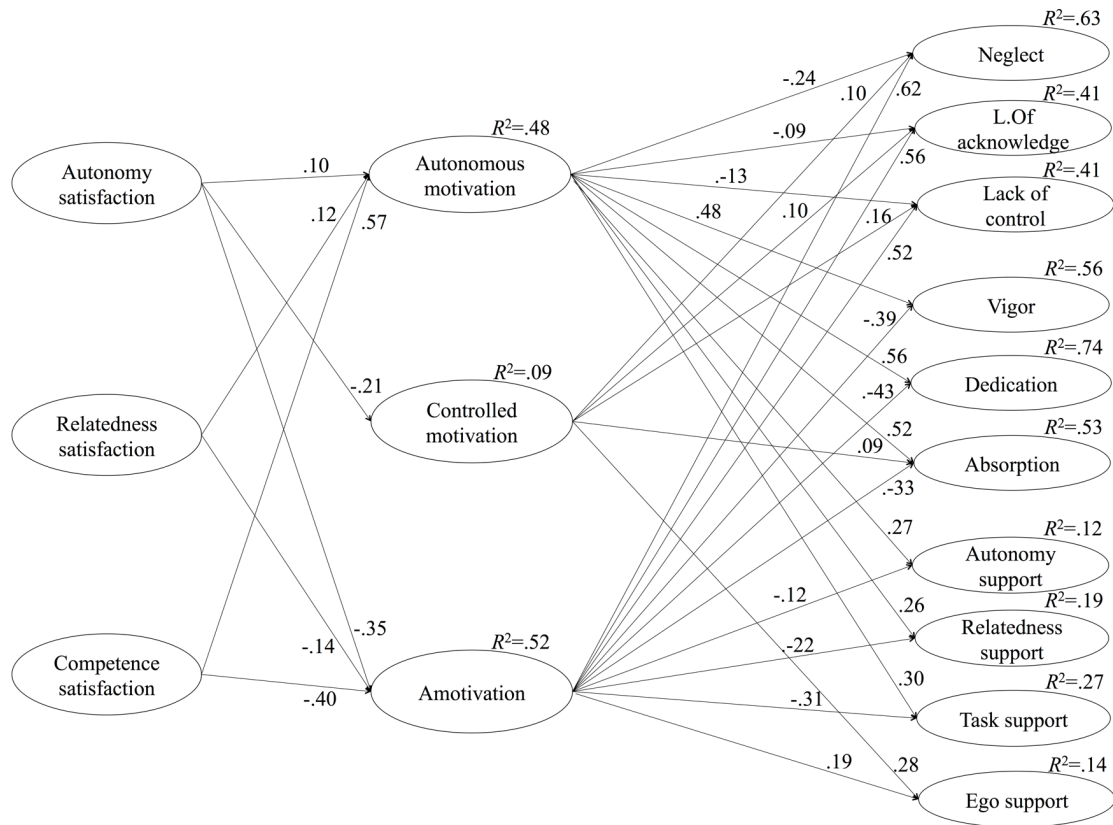 R²=.63
Neglect
-.24
.10
.62
R²=.41
L.Of
acknowledge
R²=.48
-.09
Autonomous
motivation
.56
Autonomy
satisfaction
.10
R²=.41
Lack of
control
.-13
.12
.57
.48
.10
.16
.52
R²=.56
Vigor
-.39
R²=.74
.56
Dedication
R²=.09
-.21
.-43
Controlled
motivation
Relatedness
satisfaction
R²=.53
.52
.09
Absorption
.-33
R²=.12
.27
Autonomy
support
-.12
R²=.19
.26
Relatedness
support
-.35
-.14
R²=.52
-.22
Competence
satisfaction
-.40
Amotivation
R²=.27
.30
-.31
Task support
R²=.14
.19
.28
Ego support